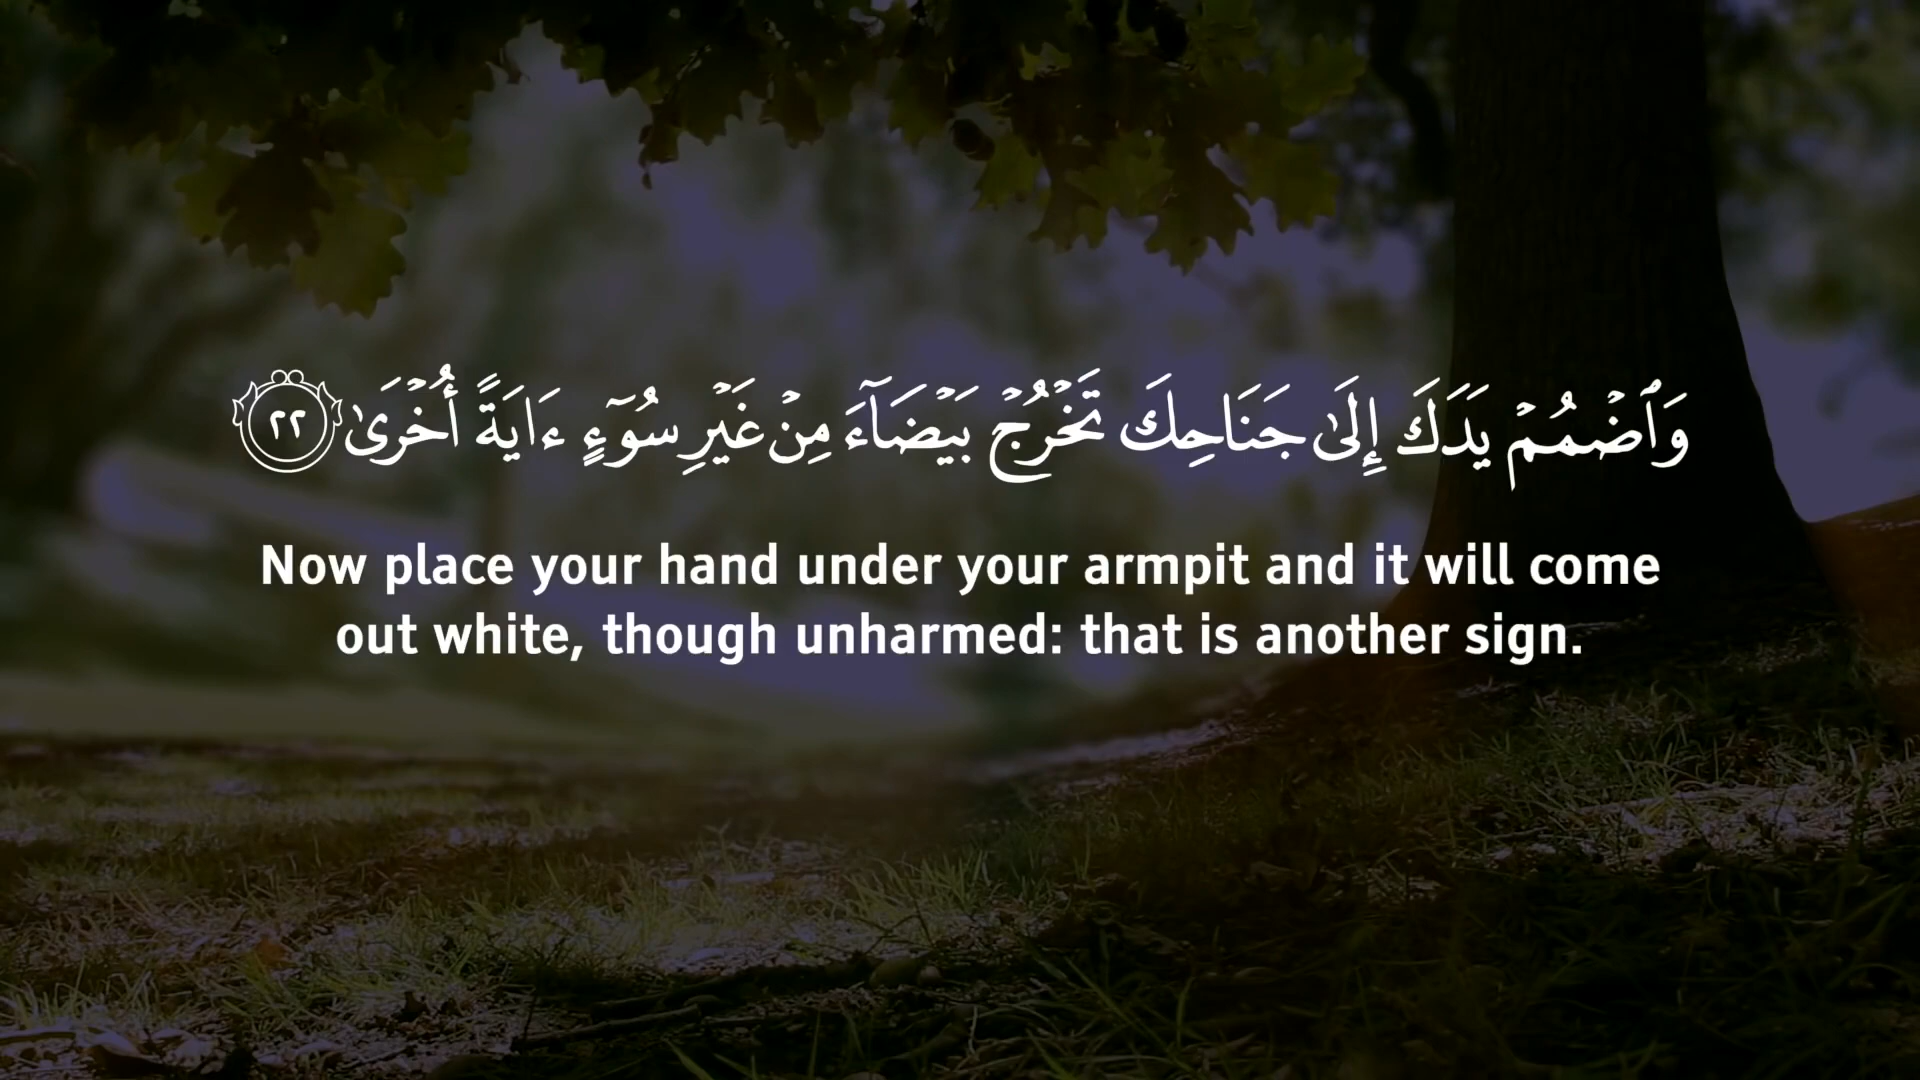 وَٱضۡمُمۡ يَدَكَ إِلَىٰ جَنَاحِكَ تَخۡرُجۡ بَيۡضَآءَ مِنۡ غَيۡرِ سُوٓءٍ ءَايَةً أُخۡرَىٰ ٢٢
Now place your hand under your armpit and it will come
out white, though unharmed: that is another sign.